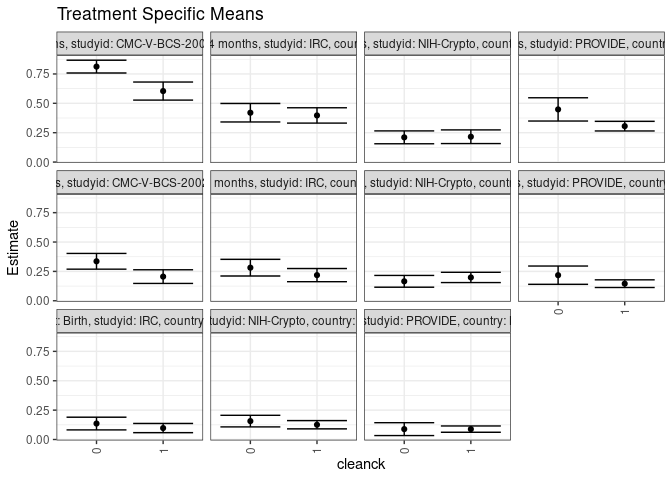 Treatment Specific Means
s, studyid: CMC-V-BCS-200
4 months, studyid: IRC, coun
s, studyid: NIH-Crypto, count
s, studyid: PROVIDE, countr
0.75
0.50
0.25
0.00
s, studyid: CMC-V-BCS-2002
months, studyid: IRC, coun
, studyid: NIH-Crypto, countr
s, studyid: PROVIDE, country
0.75
0.50
0.25
0.00
: Birth, studyid: IRC, country
tudyid: NIH-Crypto, country:
studyid: PROVIDE, country:
0.75
0.50
0.25
0.00
0 1 0 1 0 1 0 1
Estimate
cleanck